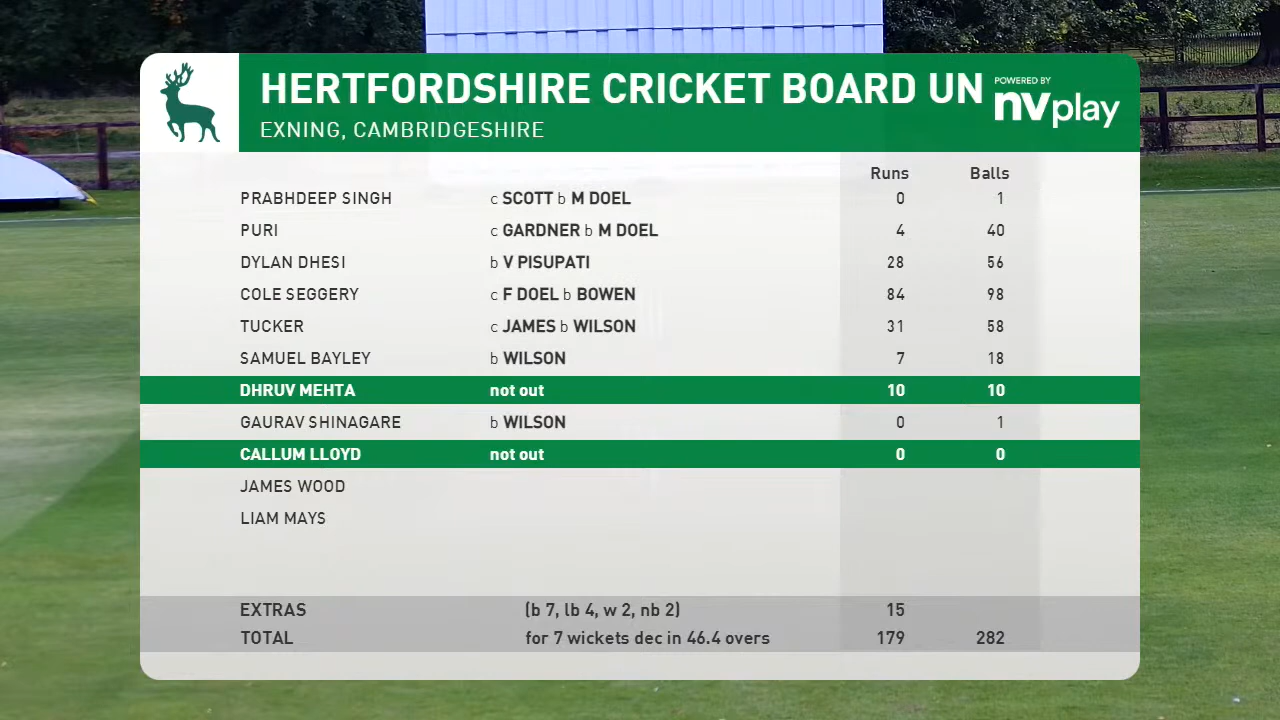 HERTFORDSHIRE CRICKET BOARD UN
POWERED BY
nvplay
EXNING, CAMBRIDGESHIRE
Runs Balls
PRABHDEEP SINGH c SCOTT b M DOEL 0 1
PURI c GARDNER b M DOEL 4 40
DYLAN DHESI b V PISUPATI 28 56
COLE SEGGERY c F DOEL b BOWEN 84 98
TUCKER c JAMES b WILSON 31 58
SAMUEL BAYLEY b WILSON 7 18
DHRUV MEHTA not out 10 10
GAURAV SHINAGARE b WILSON 0 1
CALLUM LLOYD not out 0 0
JAMES WOOD
LIAM MAYS
EXTRAS (b 7, lb 4, w 2, nb 2) 15
TOTAL for 7 wickets dec in 46.4 overs 179 282